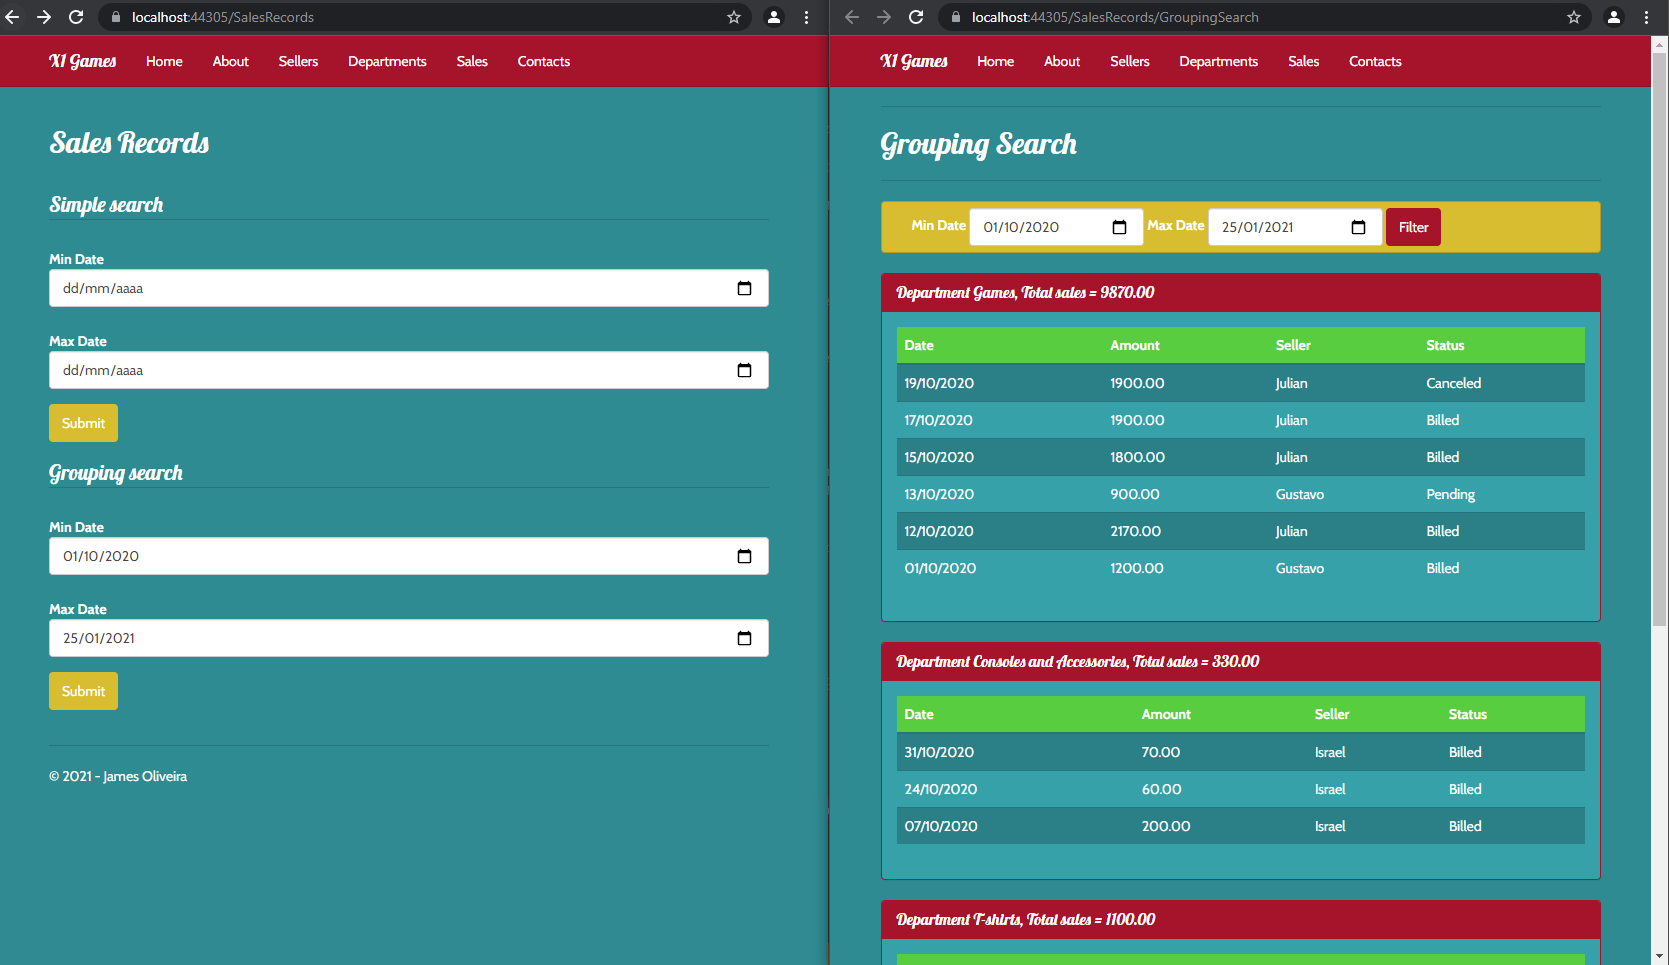 localhost:44305/SalesRecords
X1 Games Home About Sellers Departments Sales Contacts
Sales Records
Simple search
Min Date
dd/mm/aaaa
Max Date
dd/mm/aaaa
Submit
Grouping search
Min Date
01/10/2020
Max Date
25/01/2021
Submit
© 2021 - James Oliveira
localhost:44305/SalesRecords/GroupingSearch
X1 Games Home About Sellers Departments Sales Contacts
Grouping Search
Min Date 01/10/2020 Max Date 25/01/2021 Filter
Department Games, Total sales = 9870.00
Date Amount Seller Status
19/10/2020 1900.00 Julian Canceled
17/10/2020 1900.00 Julian Billed
15/10/2020 1800.00 Julian Billed
13/10/2020 900.00 Gustavo Pending
12/10/2020 2170.00 Julian Billed
01/10/2020 1200.00 Gustavo Billed
Department Consoles and Accessories, Total sales = 330.00
Date Amount Seller Status
31/10/2020 70.00 Israel Billed
24/10/2020 60.00 Israel Billed
07/10/2020 200.00 Israel Billed
Department T-shirts, Total sales = 1100.00